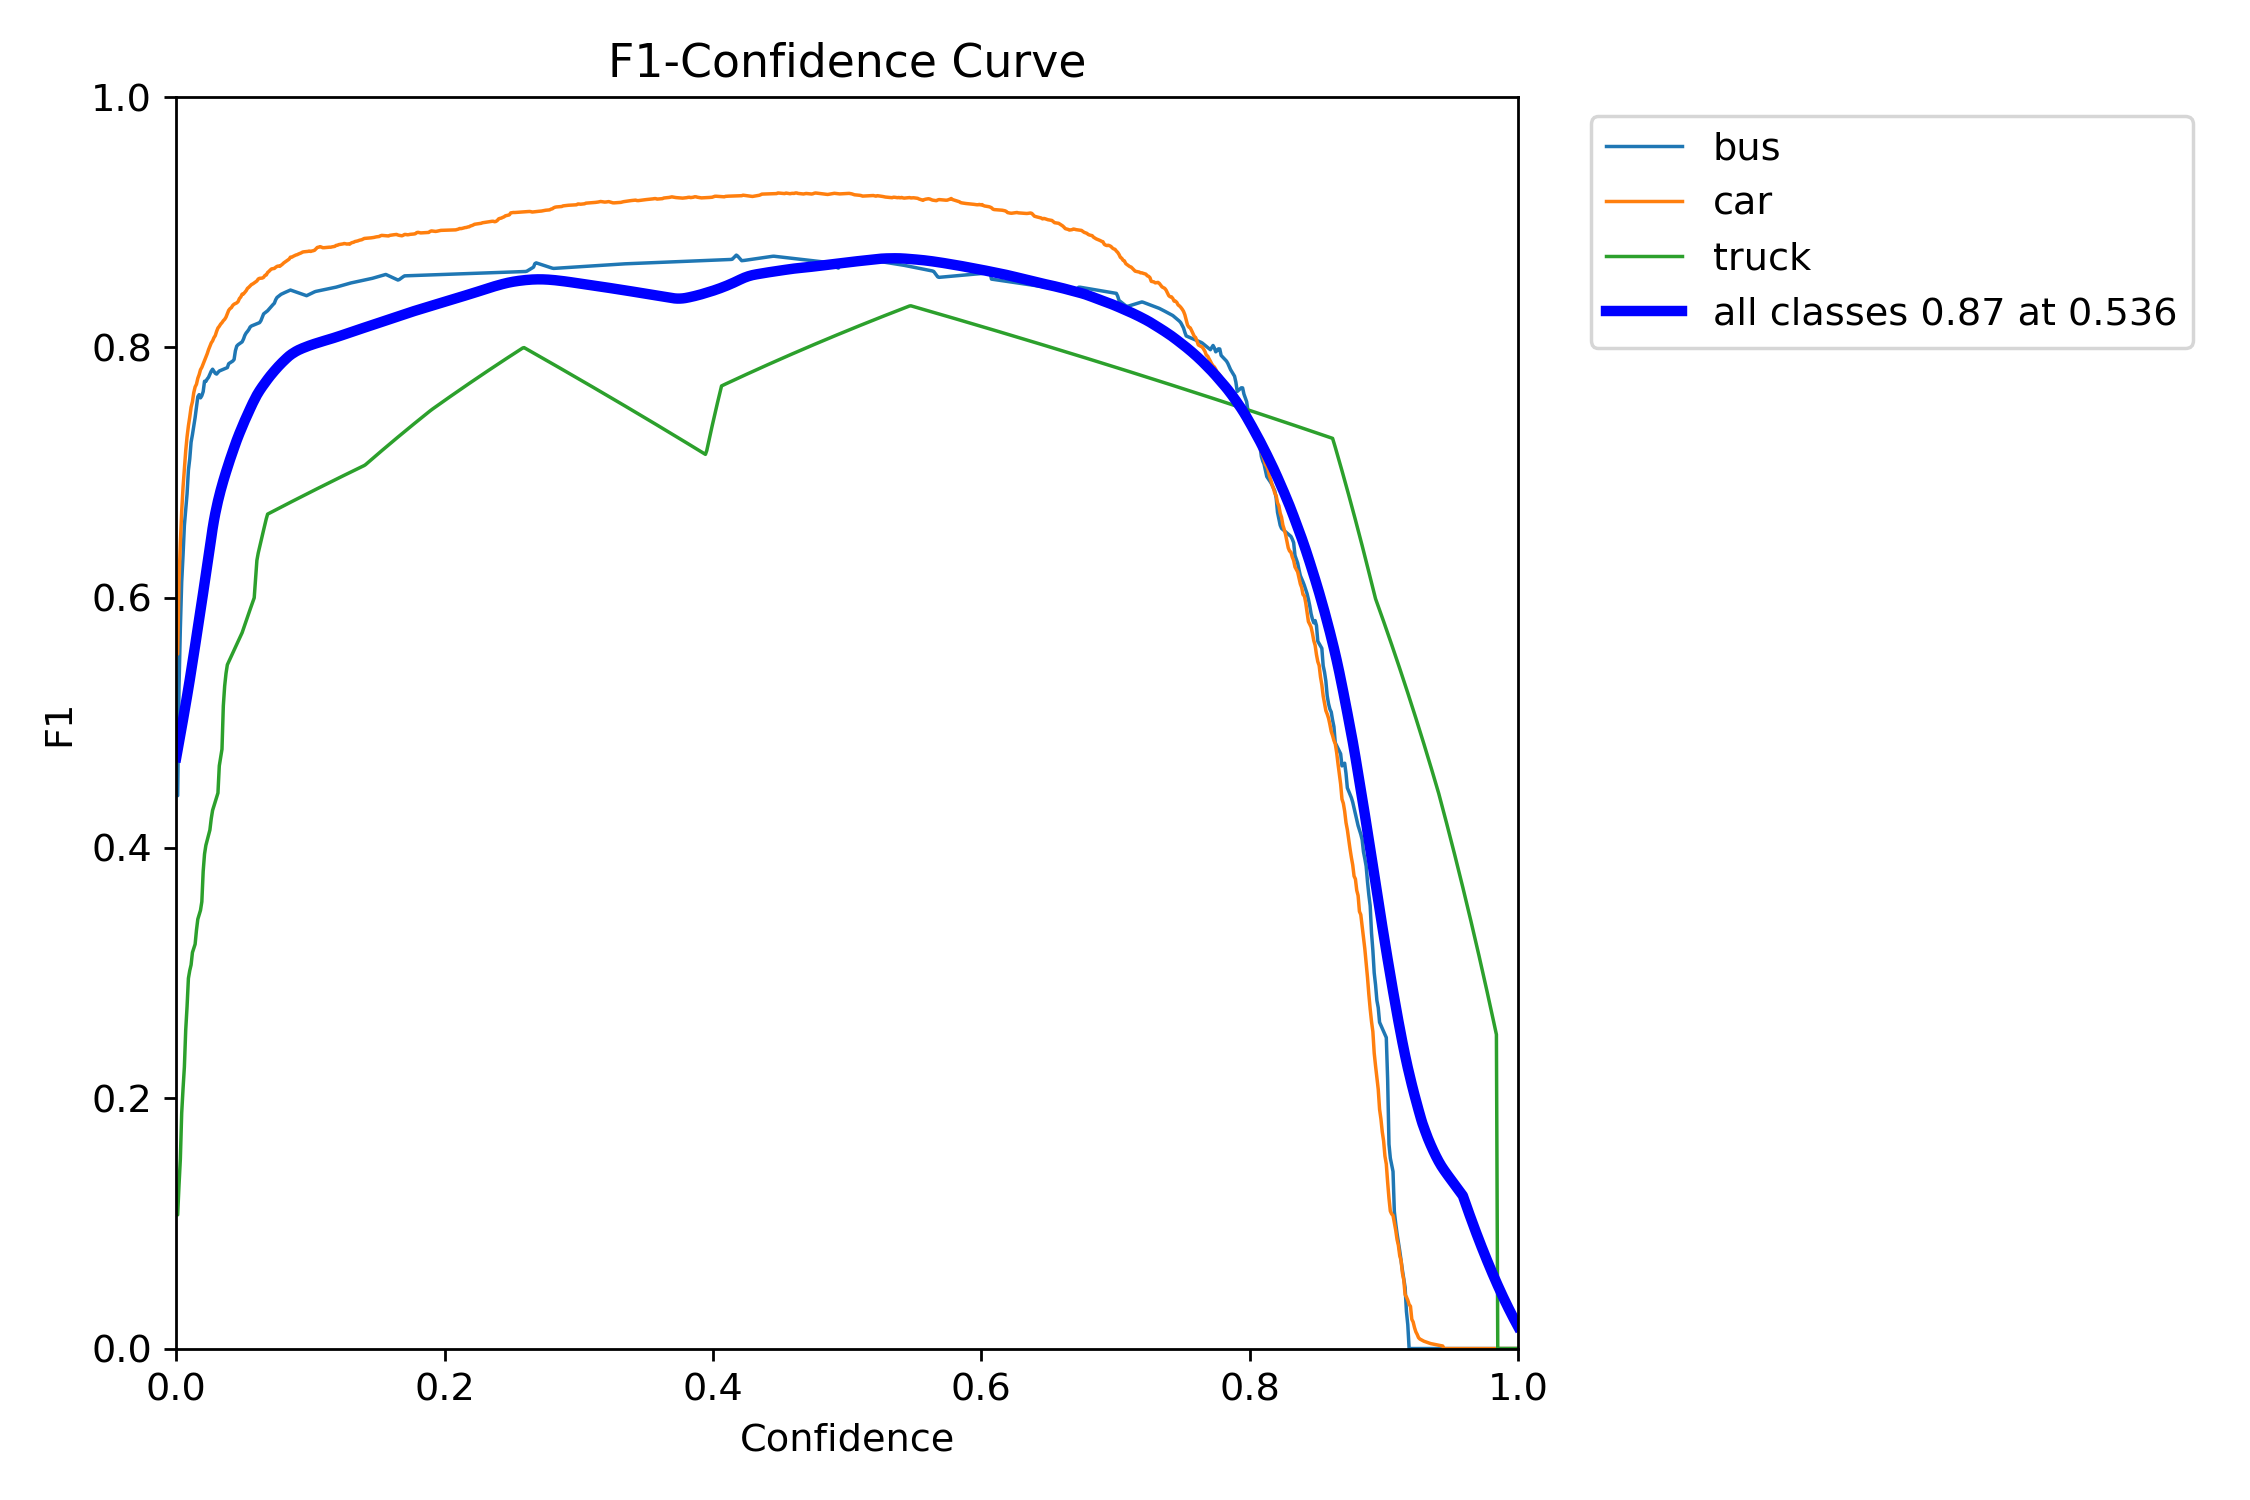 F1-Confidence Curve
1.0
0.8
0.6
0.4
0.2
0.0
F1
0.0 0.2 0.4 0.6 0.8 1.0
Confidence
bus
car
truck
all classes 0.87 at 0.536